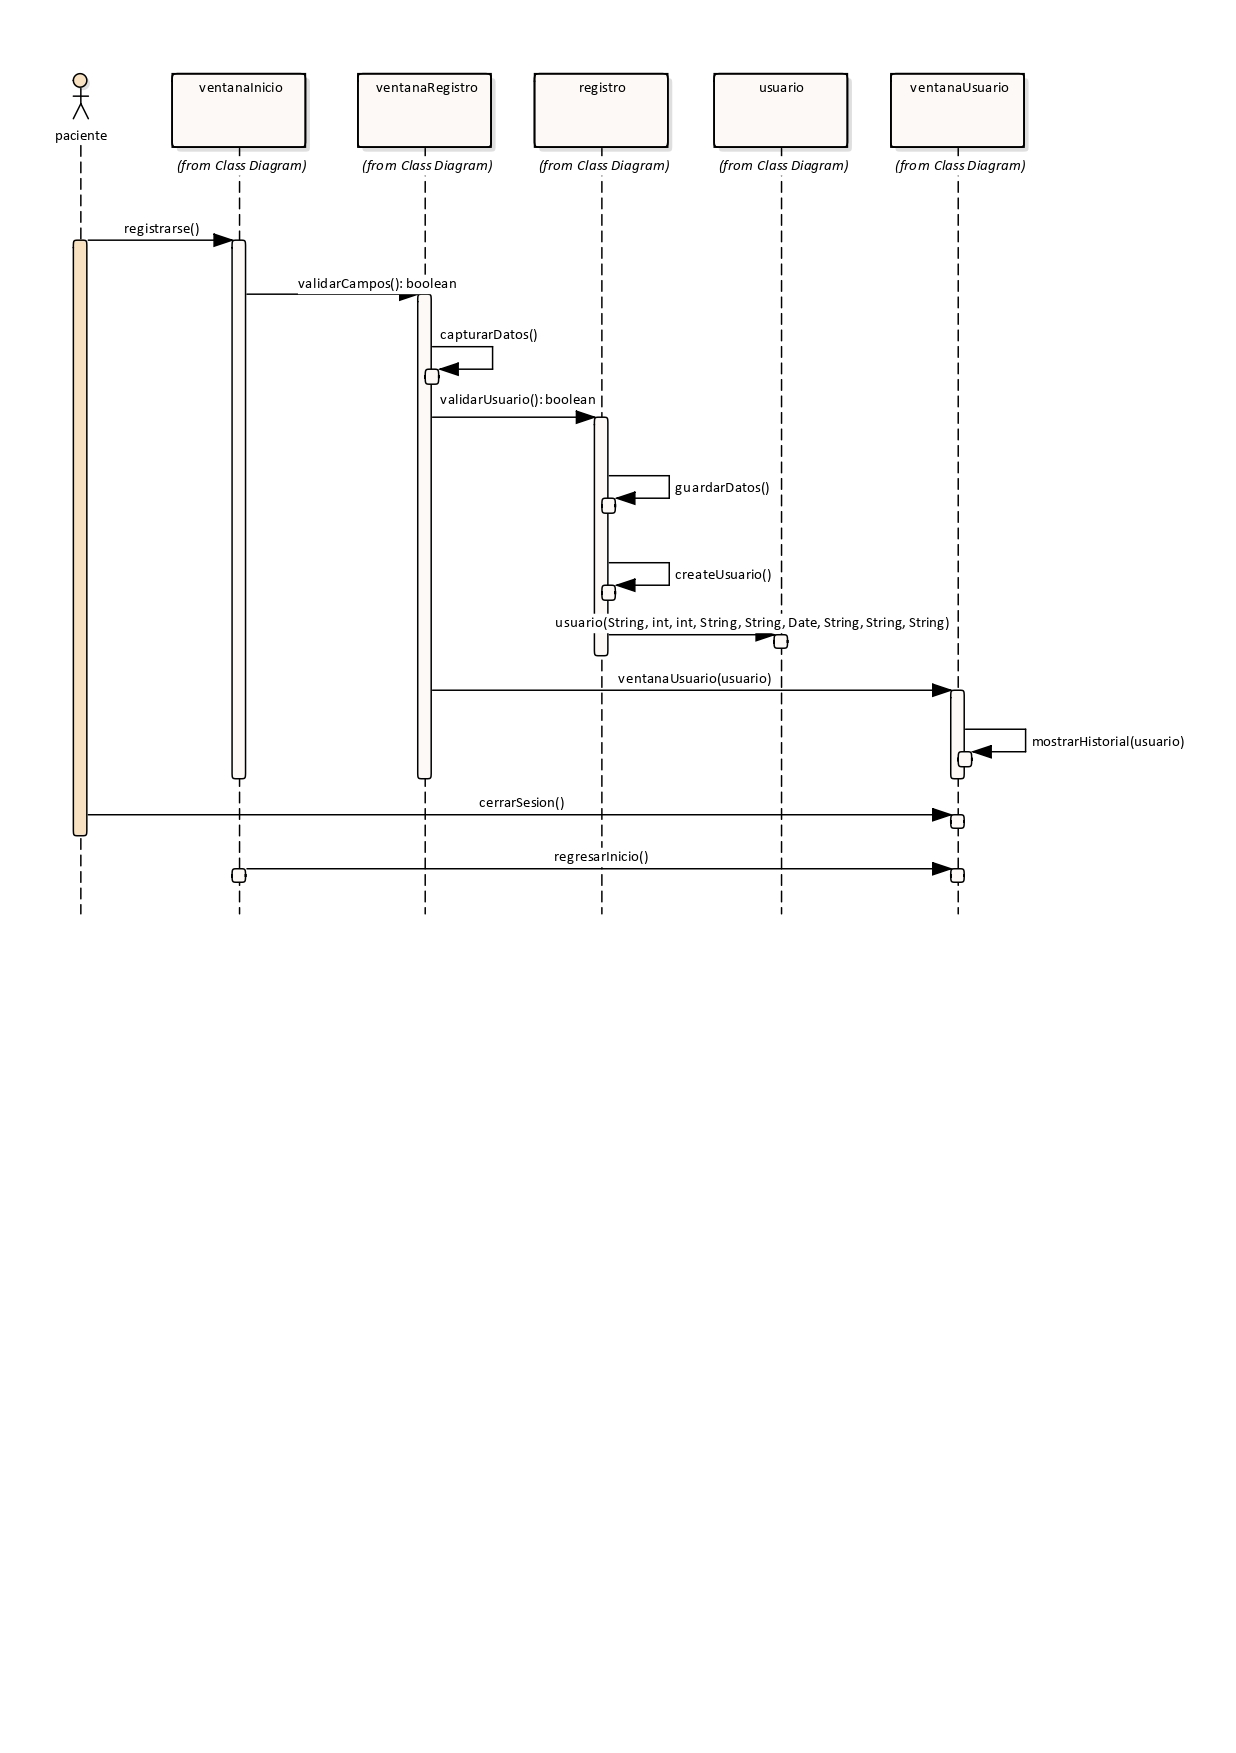 ventanaInicio
ventanaRegistro
registro
usuario
ventanaUsuario
paciente
(from Class Diagram)
(from Class Diagram)
(from Class Diagram)
(from Class Diagram)
(from Class Diagram)
registrarse()
validarCampos(): boolean
capturarDatos()
validarUsuario(): boolean
guardarDatos()
createUsuario()
usuario(String, int, int, String, String, Date, String, String, String)
ventanaUsuario(usuario)
mostrarHistorial(usuario)
cerrarSesion()
regresarInicio()